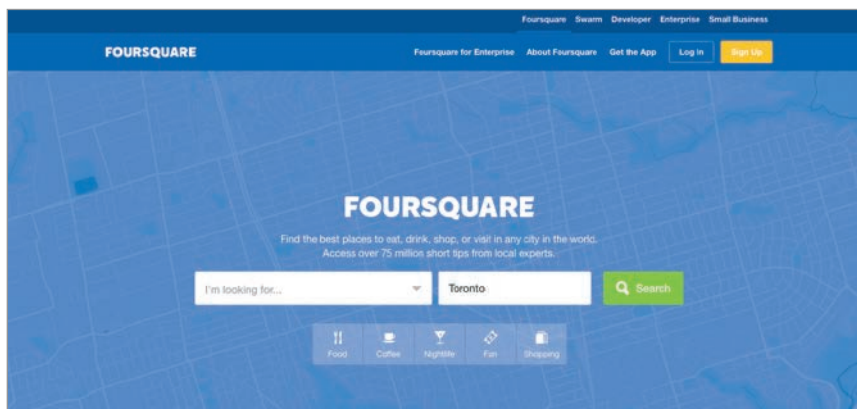 Foursquare Swarm Developer Enterprise Small Business
FOURSQUARE Foursquare for Enterprise About Foursquare Get the App Log In Sign Up
FOURSQUARE
Find the best places to eat, drink, shop, or visit in any city in the world.
Access over 75 million short tips from local experts.
I'm looking for... Toronto Search
Food Coffee Nightlife Fun Shopping